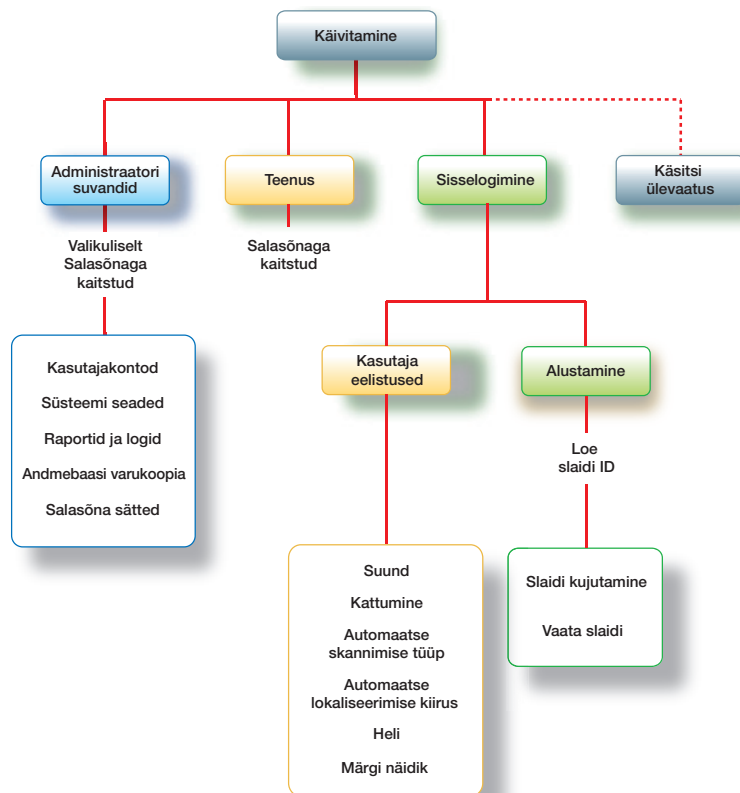 Käivitamine
Administraatori
suvandid
Teenus
Sisselogimine
Käsitsi
ülevaatus
Valikuliselt
Salasõnaga
kaitstud
Salasõnaga
kaitstud
Kasutajakontod
Süsteemi seaded
Raportid ja logid
Andmebaasi varukoopia
Salasõna sätted
Kasutaja
eelistused
Alustamine
Loe
slaidi ID
Suund
Kattumine
Automaatse
skannimise tüüp
Automaatse
lokaliseerimise kiirus
Heli
Märgi näidik
Slaidi kujutamine
Vaata slaidi